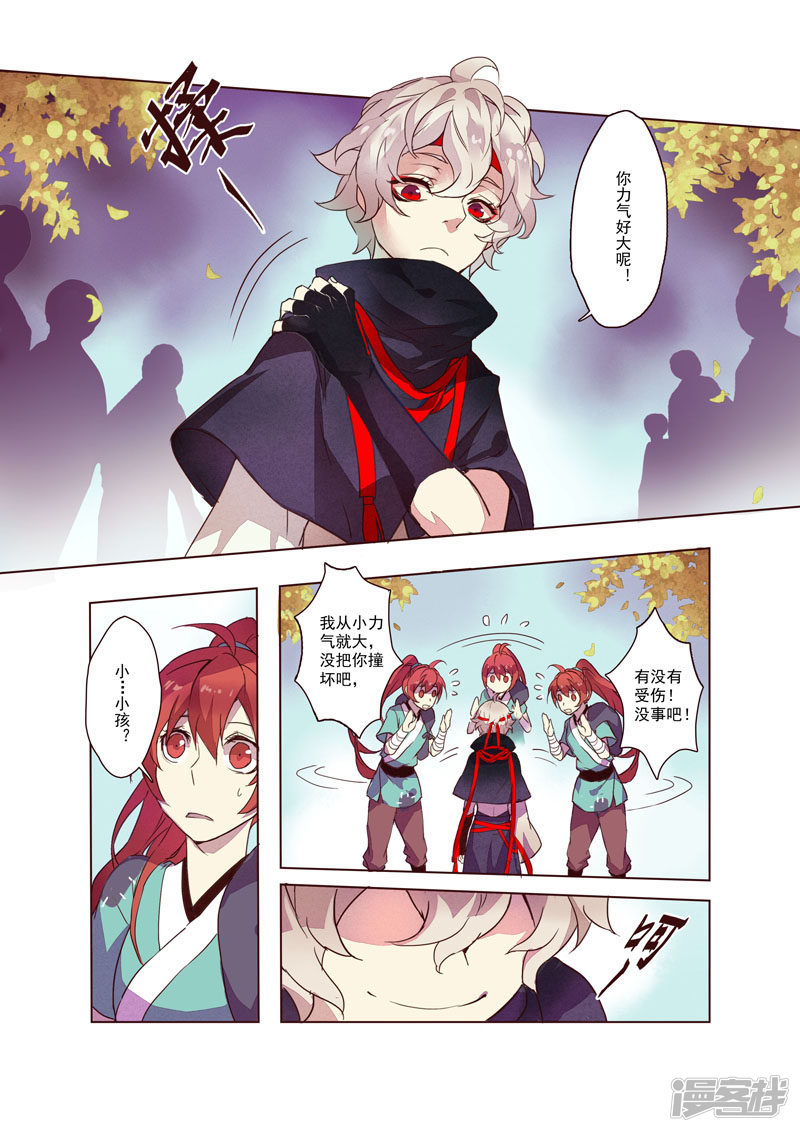 揉
你力气好大呢！
小…
小孩？
我从小力
气就大，
没把你撞
坏吧，
有没有
受伤！
没事吧！
呵
漫客栈